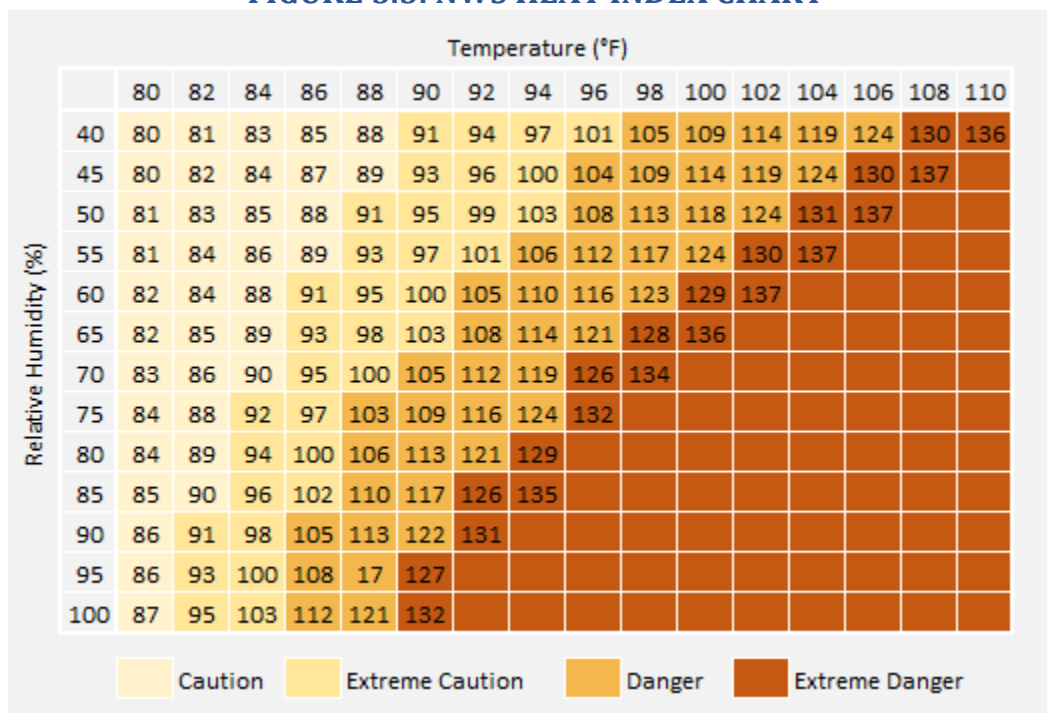 FIGURE 3.3: NWS HEAT INDEX CHART
Temperature (°F)
80 82 84 86 88 90 92 94 96 98 100 102 104 106 108 110
Relative Humidity (%)
40 80 81 83 85 88 91 94 97 101 105 109 114 119 124 130 136
45 80 82 84 87 89 93 96 100 104 109 114 119 124 130 137
50 81 83 85 88 91 95 99 103 108 113 118 124 131 137
55 81 84 86 89 93 97 101 106 112 117 124 130 137
60 82 84 88 91 95 100 105 110 116 123 129 137
65 82 85 89 93 98 103 108 114 121 128 136
70 83 86 90 95 100 105 112 119 126 134
75 84 88 92 97 103 109 116 124 132
80 84 89 94 100 106 113 121 129
85 85 90 96 102 110 117 126 135
90 86 91 98 105 113 122 131
95 86 93 100 108 17 127
100 87 95 103 112 121 132
Caution Extreme Caution Danger Extreme Danger